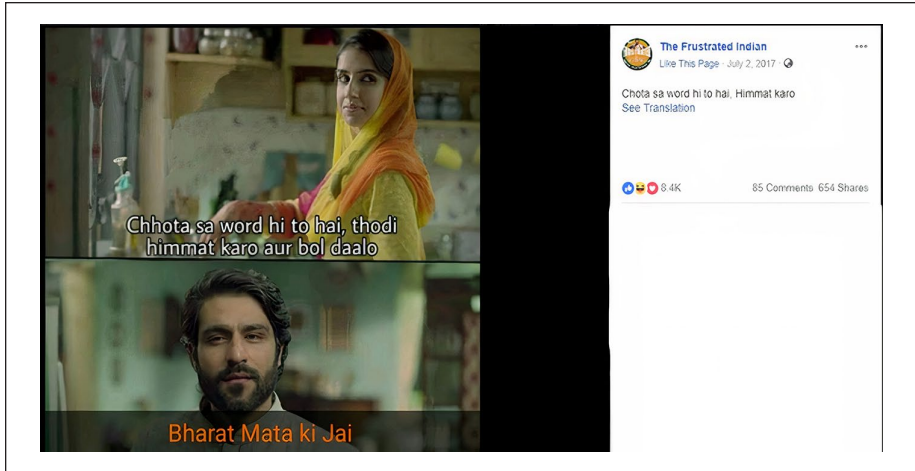 Chhota sa word hi to hai, thodi
himmat karo aur bol daalo
Bharat Mata ki Jai
The Frustrated Indian
Like This Page · July 2, 2017 ·
Chota sa word hi to hai, Himmat karo
See Translation
8.4K
85 Comments 654 Shares